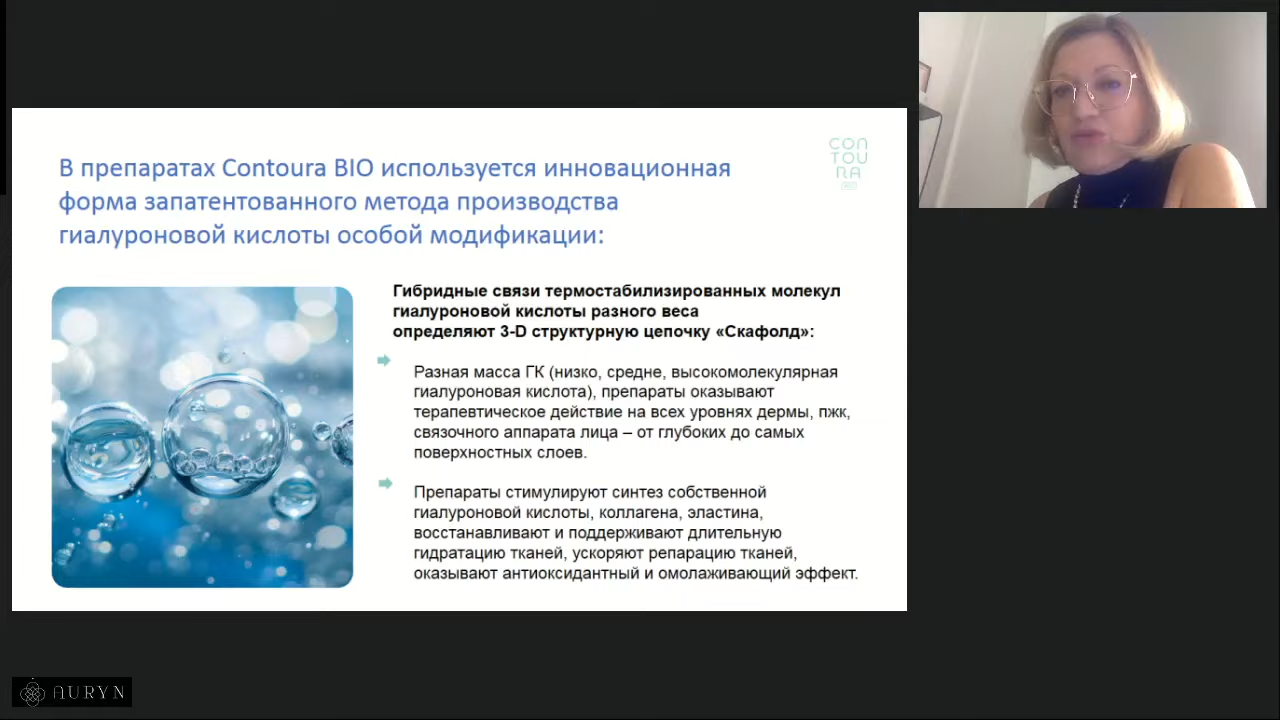 В препаратах Contoura BIO используется инновационная
форма запатентованного метода производства
гиалуроновой кислоты особой модификации:
CON
TOU
RA
Гибридные связи термостабилизированных молекул
гиалуроновой кислоты разного веса
определяют 3-D структурную цепочку «Скафолд»:
Разная масса ГК (низко, средне, высокомолекулярная
гиалуроновая кислота), препараты оказывают
терапевтическое действие на всех уровнях дермы, пжк,
связочного аппарата лица – от глубоких до самых
поверхностных слоев.
Препараты стимулируют синтез собственной
гиалуроновой кислоты, коллагена, эластина,
восстанавливают и поддерживают длительную
гидратацию тканей, ускоряют репарацию тканей,
оказывают антиоксидантный и омолаживающий эффект.
AURYN